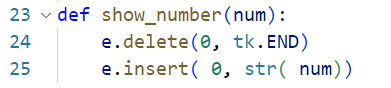 23 def show_number(num):
24     e.delete(0, tk.END)
25     e.insert( 0, str( num))